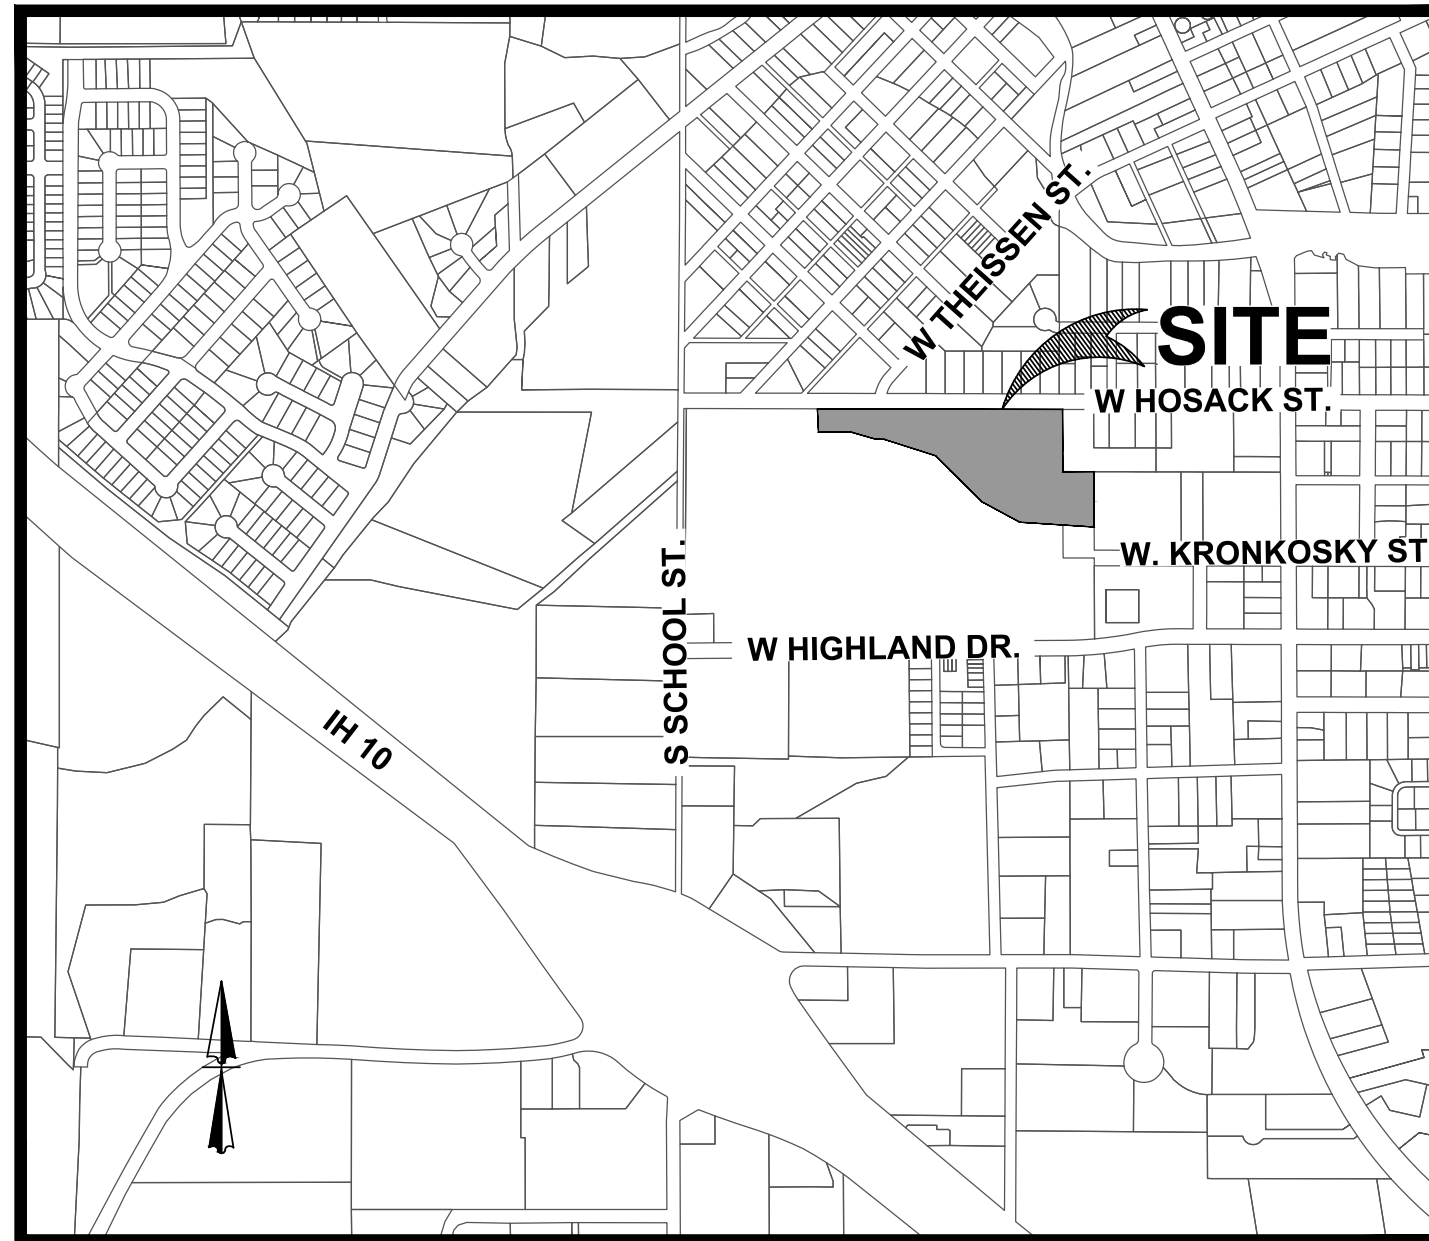 W THEISSEN ST.
SITE
W HOSACK ST.
S SCHOOL ST.
W. KRONKOSKY ST
W HIGHLAND DR.
IH 10